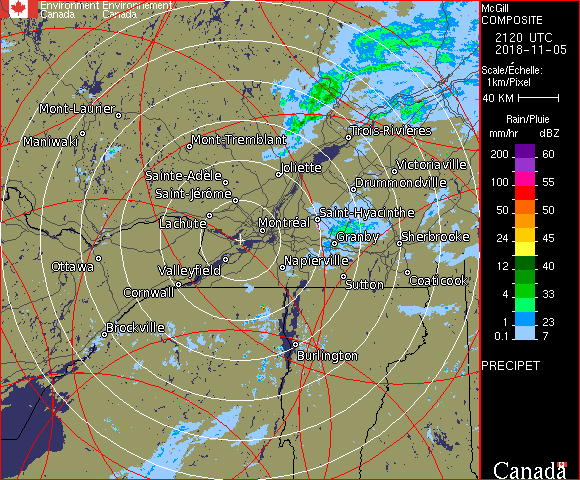 Environment Environnement
Canada Canada
McGill
COMPOSITE
2120 UTC
2018-11-05
Scale/Échelle:
1km/Pixel
40 KM
Rain/Pluie
mm/hr dBZ
200 60
100 55
50 50
24 45
12 40
4 33
1 23
0.1 7
PRECIPET
Canada
Mont-Laurier
Maniwaki
Mont-Tremblant
Trois-Rivières
Sainte-Adèle
Joliette
Victoriaville
Saint-Jérôme
Drummondville
Lachute
Montréal
Saint-Hyacinthe
Granby
Sherbrooke
Ottawa
Valleyfield
Napierville
Cornwall
Sutton
Coaticook
Brockville
Burlington